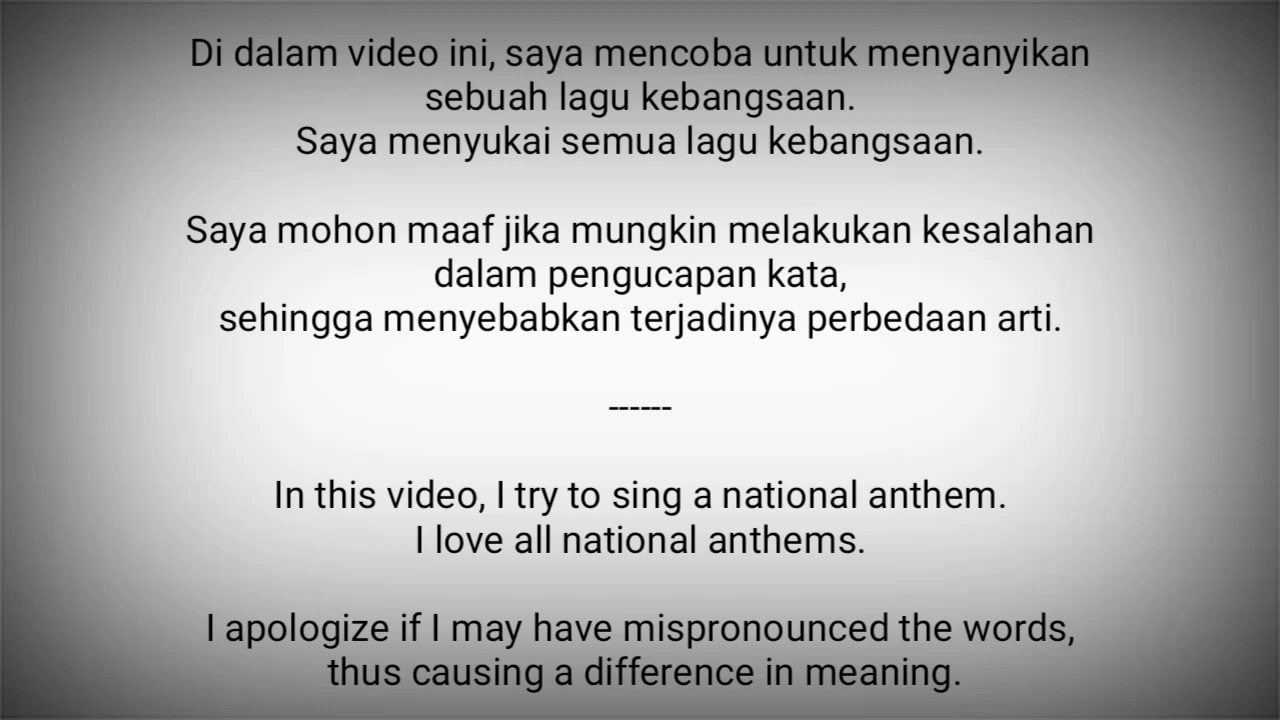 Di dalam video ini, saya mencoba untuk menyanyikan
sebuah lagu kebangsaan.
Saya menyukai semua lagu kebangsaan.
Saya mohon maaf jika mungkin melakukan kesalahan
dalam pengucapan kata,
sehingga menyebabkan terjadinya perbedaan arti.
------
In this video, I try to sing a national anthem.
I love all national anthems.
I apologize if I may have mispronounced the words,
thus causing a difference in meaning.